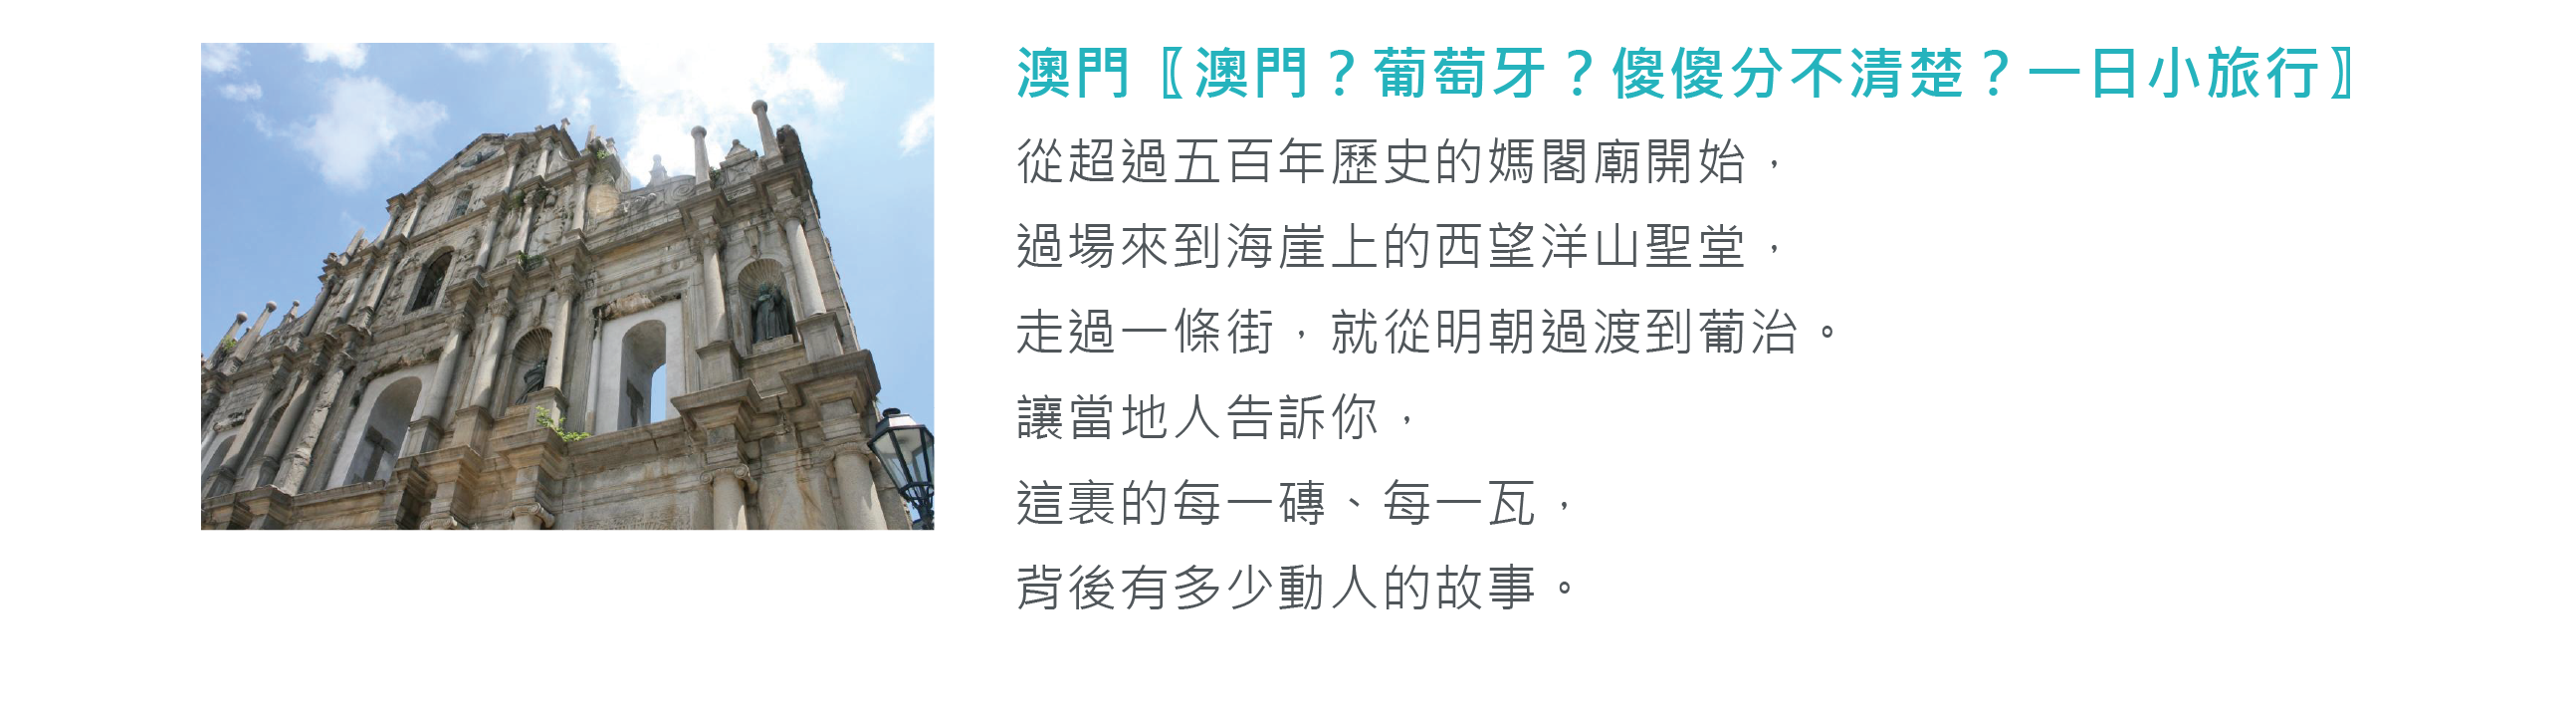 澳門〖澳門？葡萄牙？傻傻分不清楚？一日小旅行〗
從超過五百年歷史的媽閣廟開始，
過場來到海崖上的西望洋山聖堂，
走過一條街，就從明朝過渡到葡治。
讓當地人告訴你，
這裏的每一磚、每一瓦，
背後有多少動人的故事。